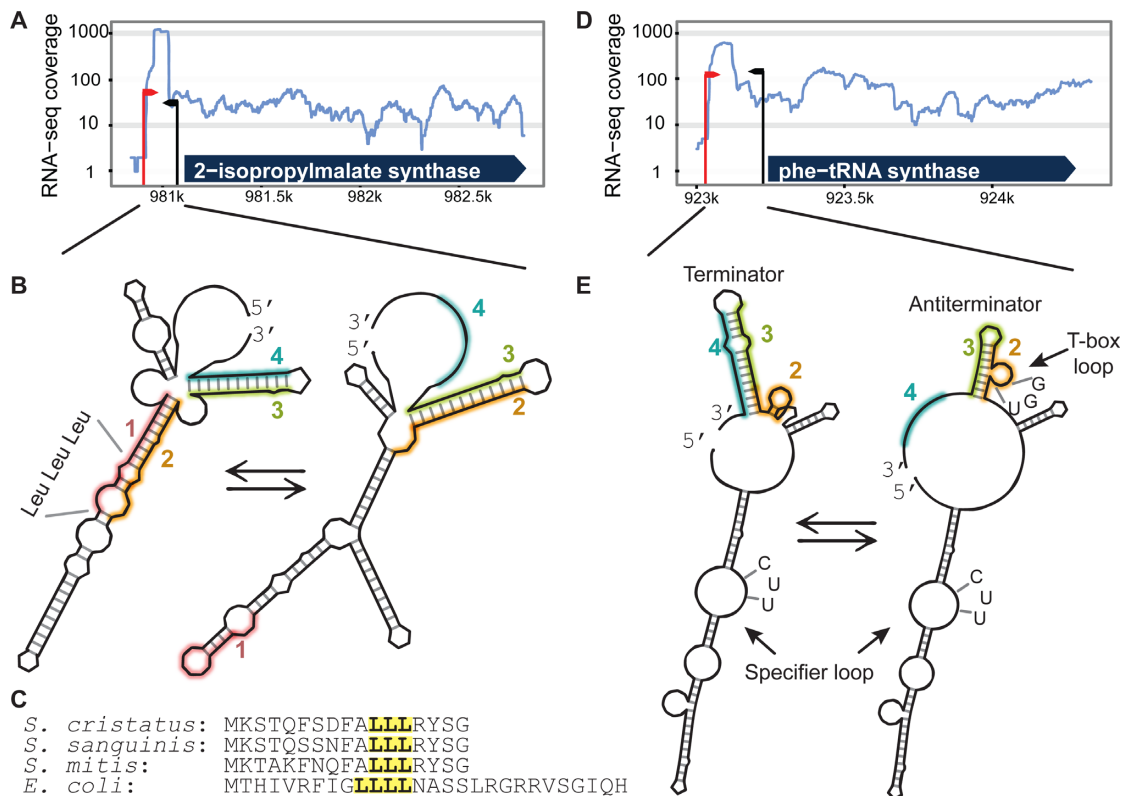 A
RNA−seq coverage
1000
100
10
1
2−isopropylmalate synthase
981k
981.5k
982k
982.5k
D
RNA−seq coverage
1000
100
10
1
phe−tRNA synthase
923k
923.5k
924k
B
5′
3′
4
3
1
2
Leu Leu Leu
3′
5′
4
3
2
1
E
Terminator
4
3
2
3′
5′
C
U
U
Specifier loop
Antiterminator
3
2
T-box
loop
G
G
U
4
3′
5′
C
U
U
C
S. cristatus: MKSTQFSDFALLLRYSG
S. sanguinis: MKSTQSSNFALLLRYSG
S. mitis: MKTAKFNQFALLLRYSG
E. coli: MTHIVRFIGLLLLNASSLRGRRVSGIQH